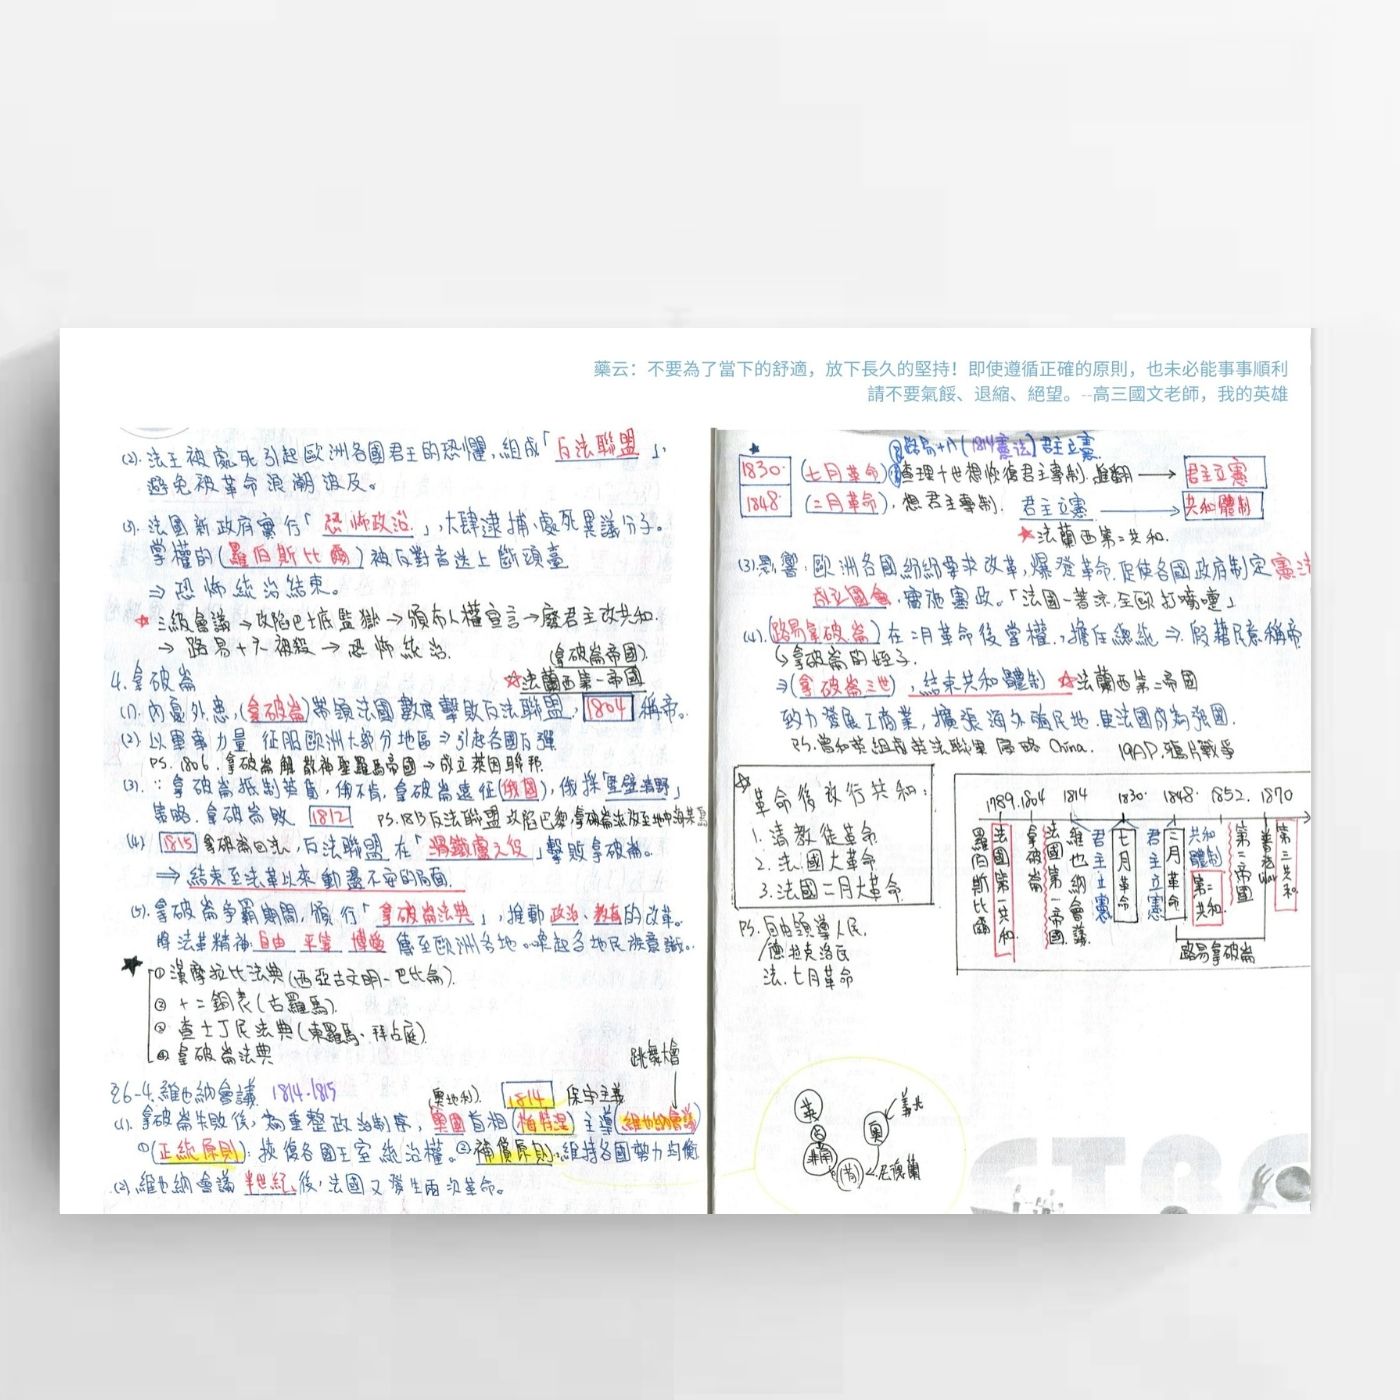 藥云：不要為了當下的舒適，放下長久的堅持！即使遵循正確的原則，也未必能事事順利
請不要氣餒、退縮、絕望。--高三國文老師，我的英雄
(2). 法王被處死引起歐洲各國君主的恐懼，組成「反法聯盟」，
避免被革命浪潮波及。
(3). 法國新政府實行「恐怖政治」，大肆逮捕、處死異議分子。
掌權的(羅伯斯比爾)被反對者送上斷頭臺
⇒ 恐怖統治結束。
三級會議→攻陷巴士底監獄→頒布人權宣言→廢君主改共和.
→ 路易十六被殺→恐怖統治.
(拿破崙帝國).
4. 拿破崙
法蘭西第一帝國
(1). 內憂外患, (拿破崙)帶領法國數度擊敗反法聯盟, 1804 稱帝。
(2) 以軍事力量 征服歐洲大部分地區⇒引起各國反彈
PS. 1806. 拿破崙解散神聖羅馬帝國→成立萊因聯邦.
(3). ∵拿破崙抵制英貨, 俄不肯, 拿破崙遠征(俄國), 俄採「堅壁清野」
策略, 拿破崙敗 1812 PS. 1813反法聯盟攻陷巴黎, 拿破崙流放至地中海
(4) 1815 拿破崙回法, 反法聯盟在「滑鐵盧之役」擊敗拿破崙。
⇒ 結束至法革以來動盪不安的局面.
(5). 拿破崙爭霸期間, 頒行「拿破崙法典」, 推動政治、教育的改革。
將法革精神 自由 平等 博愛 傳至歐洲各地。牽起各地民族意識。
① 漢摩拉比法典(西亞古文明-巴比倫).
② 十二銅表(古羅馬).
③ 查士丁尼法典(東羅馬、拜占庭).
④ 拿破崙法典
跳舞大會
6-4. 維也納會議. 1814.1815
(奧地利). 1814 保守主義
(1). 拿破崙失敗後, 為重整政治制序, 奧國首相(梅特涅)主導(維也納會議)
①(正統原則): 恢復各國王室統治權。②補償原則: 維持各國勢力均衡
(2). 維也納會議 半世紀後, 法國又發生兩次革命。
路易十八(1814憲法)君主立憲.
1830. (七月革命) 查理十世想恢復君主專制. 推翻 → 君主立憲
1848. (二月革命), 想君主專制. 君主立憲 → 共和體制
法蘭西第二共和.
(3). 影響: 歐洲各國紛紛要求改革, 爆發革命, 促使各國政府制定憲法
成立國會, 實施憲政。「法國一著涼, 全歐打噴嚏」
(4). (路易拿破崙)在二月革命後掌權, 擔任總統 ⇒ 假藉民意稱帝
↳拿破崙的姪子.
⇒(拿破崙三世), 結束共和體制 法蘭西第二帝國
致力發展工商業, 擴張海外殖民地, 使法國成為強國.
PS. 曾和英組成英法聯軍 侵略 China. 19A.D. 鴉片戰爭
革命後改行共和:
1. 清教徒革命
2. 法. 國大革命
3. 法國二月大革命
PS. 自由領導人民.
德拉克洛瓦
法. 七月革命
1789. 1804 1814 1830. 1848. 1852. 1870
羅伯斯比爾
法國第一共和.
拿破崙
法國第一帝國
維也納會議
君主立憲
七月革命
君主立憲
二月革命
共和體制
第二共和.
第二帝國
第三共和
路易拿破崙
英
奧
荷
尼德蘭